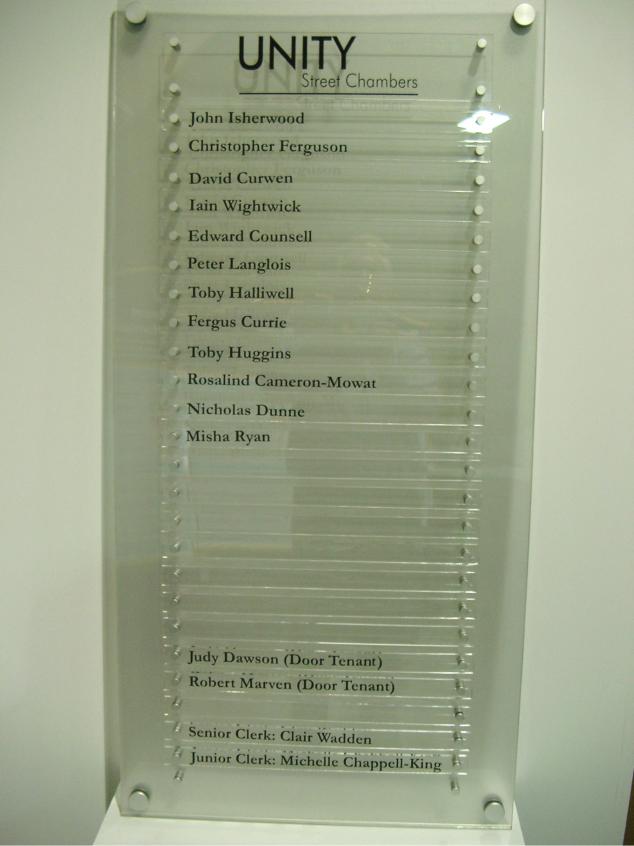 UNITY
Street Chambers
John Isherwood
Christopher Ferguson
David Curwen
Iain Wightwick
Edward Counsell
Peter Langlois
Toby Halliwell
Fergus Currie
Toby Huggins
Rosalind Cameron-Mowat
Nicholas Dunne
Misha Ryan
Judy Dawson (Door Tenant)
Robert Marven (Door Tenant)
Senior Clerk: Clair Wadden
Junior Clerk: Michelle Chappell-King